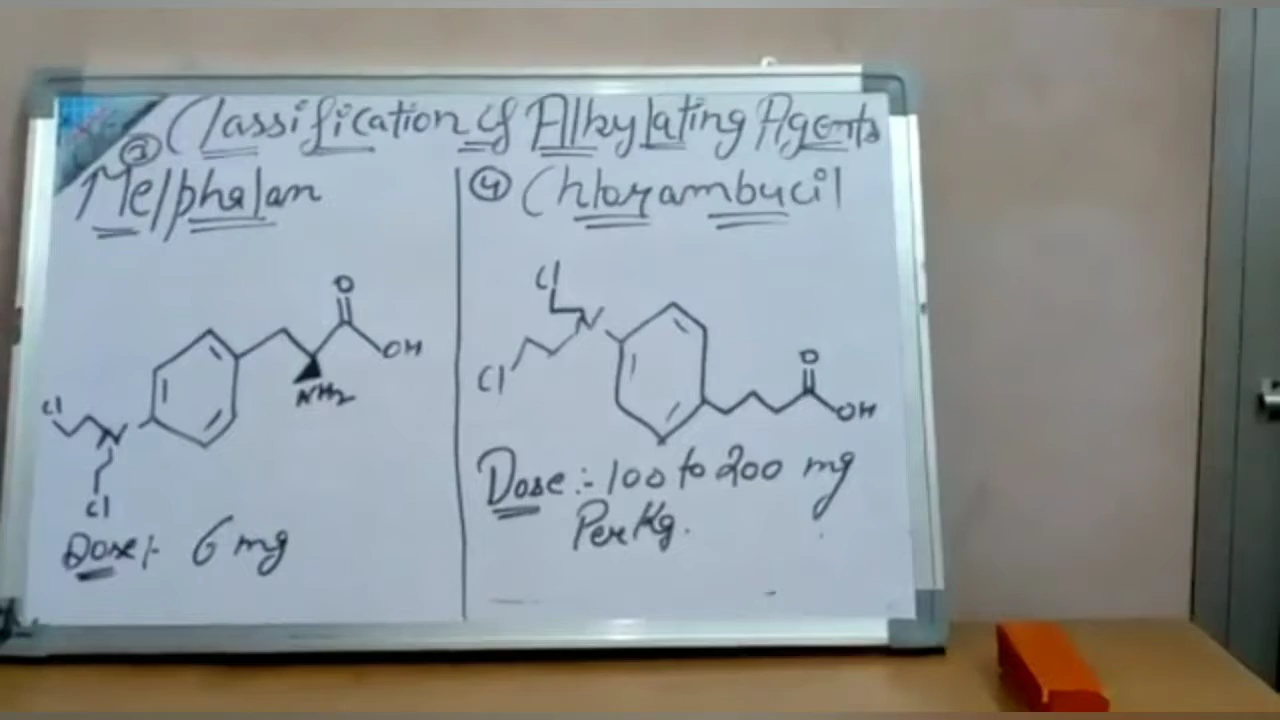 Classification of Alkylating Agents
③
Melphalan
O
OH
NH2
Cl
N
Cl
Dose:- 6 mg
④ Chlorambucil
Cl
N
Cl
O
OH
Dose:- 100 to 200 mg
Per Kg.